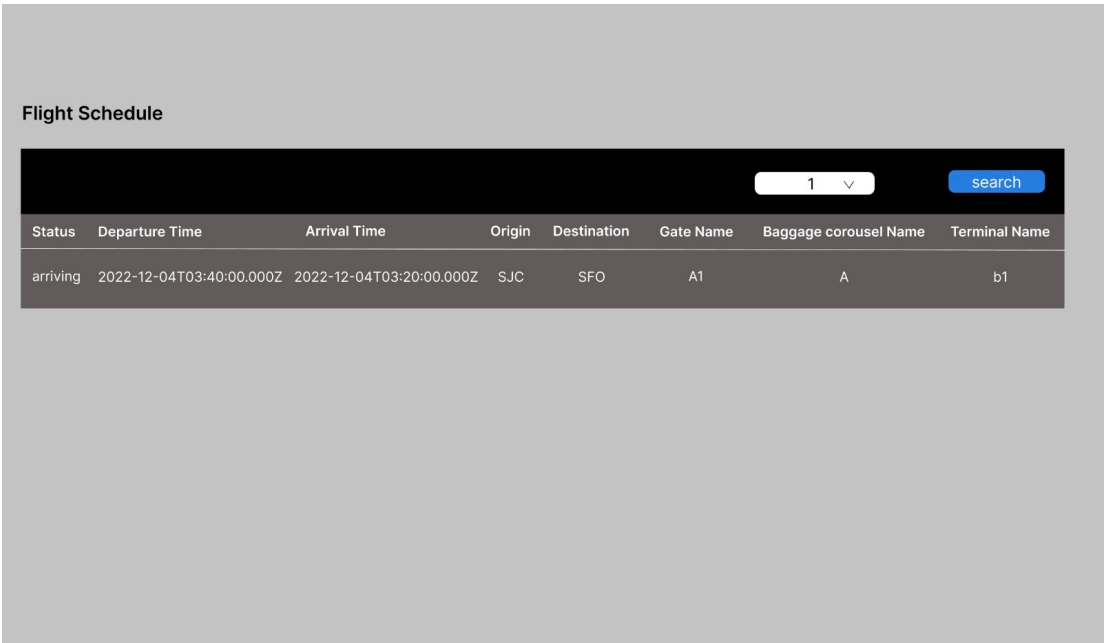 Flight Schedule
1 search
Status Departure Time Arrival Time Origin Destination Gate Name Baggage corousel Name Terminal Name
arriving 2022-12-04T03:40:00.000Z 2022-12-04T03:20:00.000Z SJC SFO A1 A b1